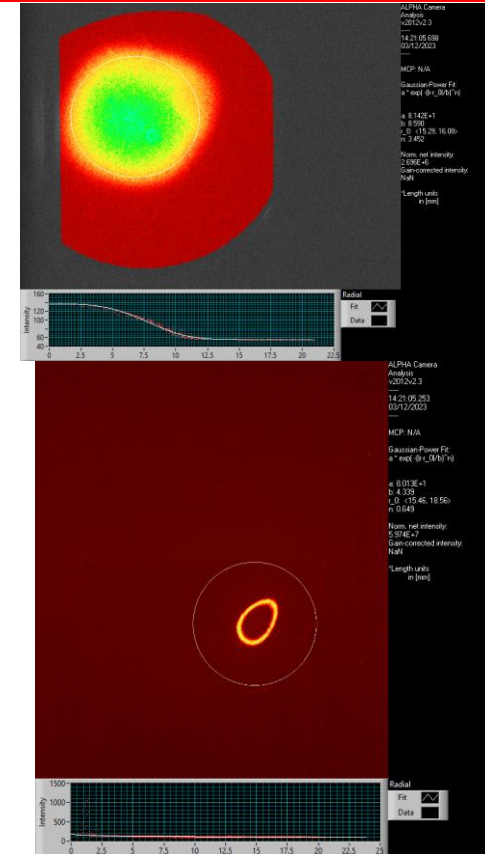 ALPHA Camera
Analysis
v2012v2.3
14:21:05.698
03/12/2023
MCP: N/A
Gaussian-Power Fit:
a * exp( -(|r-r_0|/b)^n)
a: 8.142E+1
b: 8.590
r_0: <15.29, 16.08>
n: 3.452
Norm. net intensity:
2.696E+6
Gain-corrected intensity:
NaN
*Length units
in [mm]
Intensity
160
120
100
60
40
0 2.5 5 7.5 10 12.5 15 17.5 20 22.5
Radial
Fit
Data
ALPHA Camera
Analysis
v2012v2.3
14:21:05.253
03/12/2023
MCP: N/A
Gaussian-Power Fit:
a * exp( -(|r-r_0|/b)^n)
a: 8.013E+1
b: 4.339
r_0: <15.46, 18.56>
n: 0.649
Norm. net intensity:
5.974E+7
Gain-corrected intensity:
NaN
*Length units
in [mm]
Intensity
1500
1000
500
0
0 2.5 5 7.5 10 12.5 15 17.5 20 22.5 25
Radial
Fit
Data